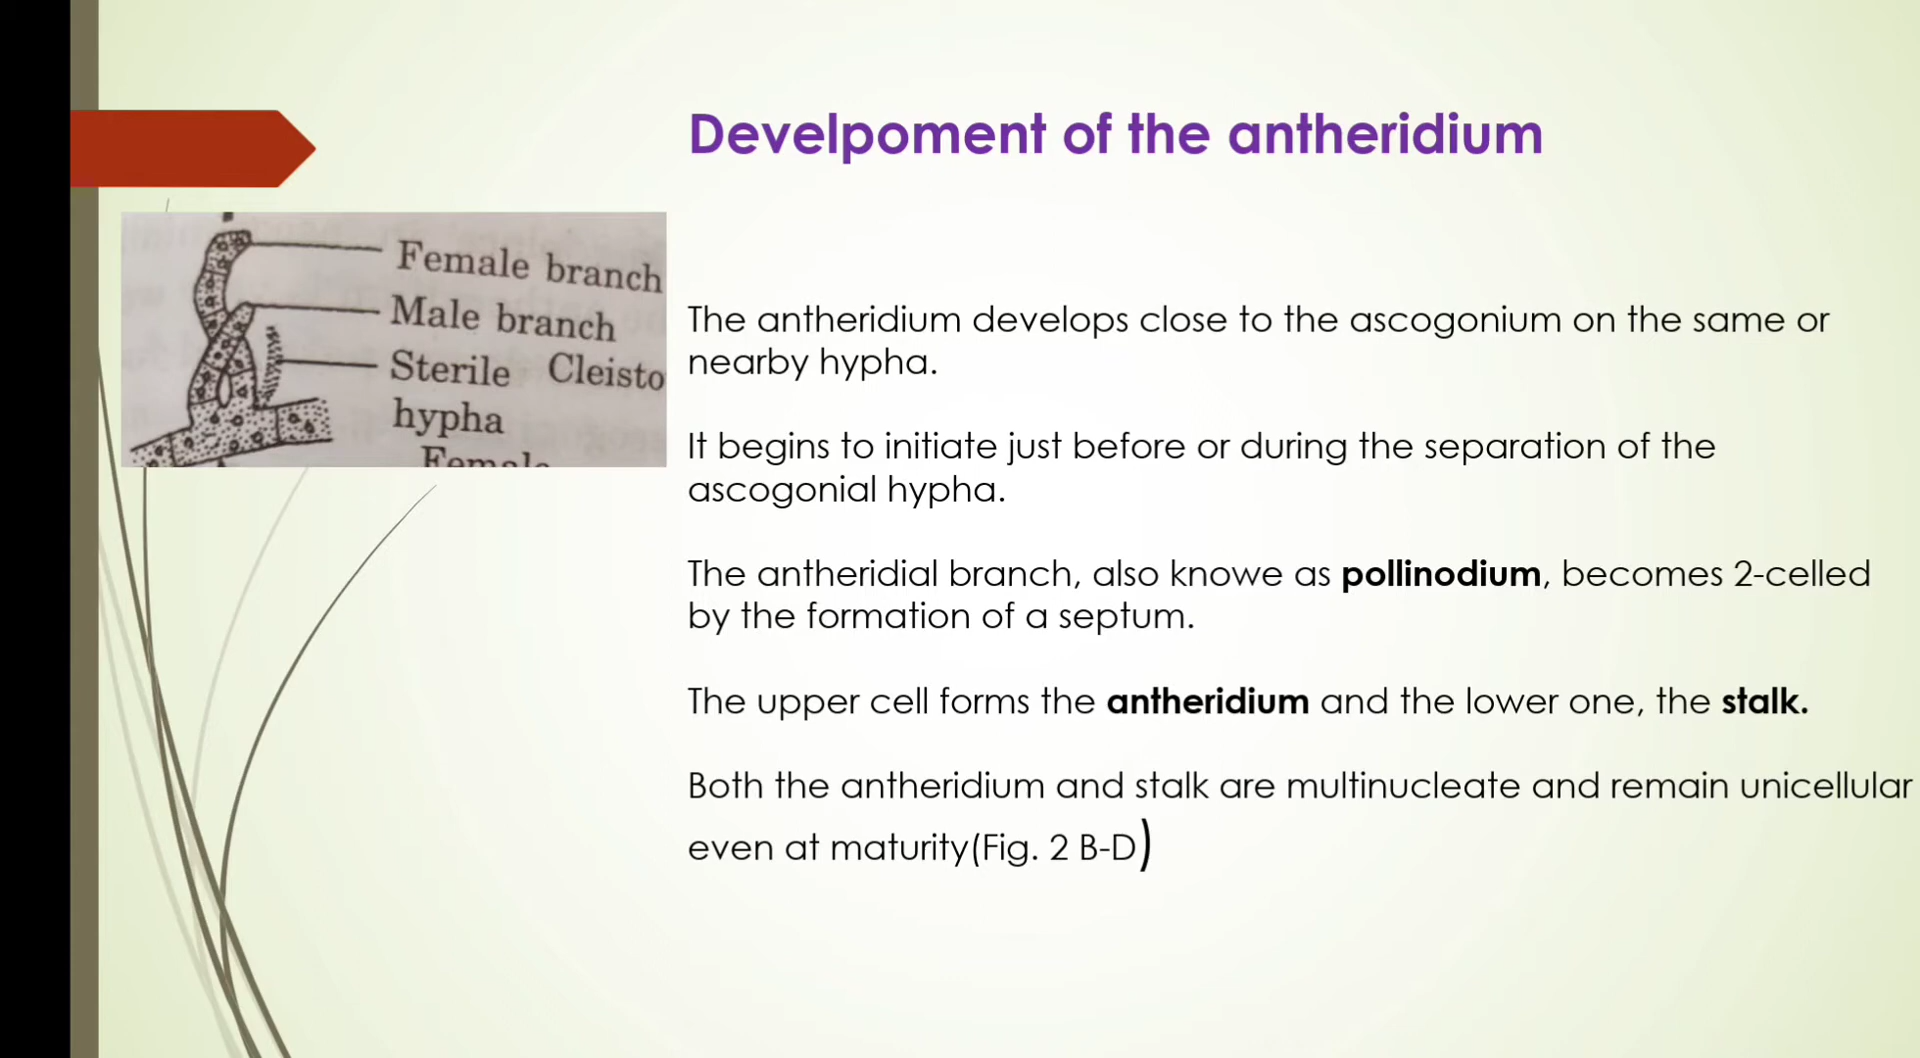 Develpoment of the antheridium
Female branch
Male branch
Sterile Cleisto
hypha
The antheridium develops close to the ascogonium on the same or
nearby hypha.
It begins to initiate just before or during the separation of the
ascogonial hypha.
The antheridial branch, also knowe as pollinodium, becomes 2-celled
by the formation of a septum.
The upper cell forms the antheridium and the lower one, the stalk.
Both the antheridium and stalk are multinucleate and remain unicellular
even at maturity(Fig. 2 B-D)